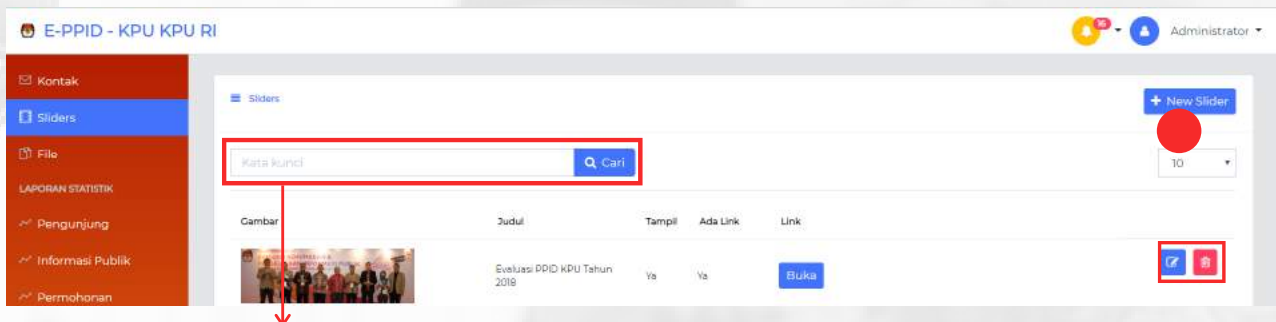 E-PPID - KPU KPU RI
16
Administrator
Kontak
Sliders
File
LAPORAN STATISTIK
Pengunjung
Informasi Publik
Permohonan
Sliders
+ New Slider
Kata kunci
Cari
10
Gambar Judul Tampil Ada Link Link
Evaluasi PPID KPU Tahun
2018
Ya Ya Buka